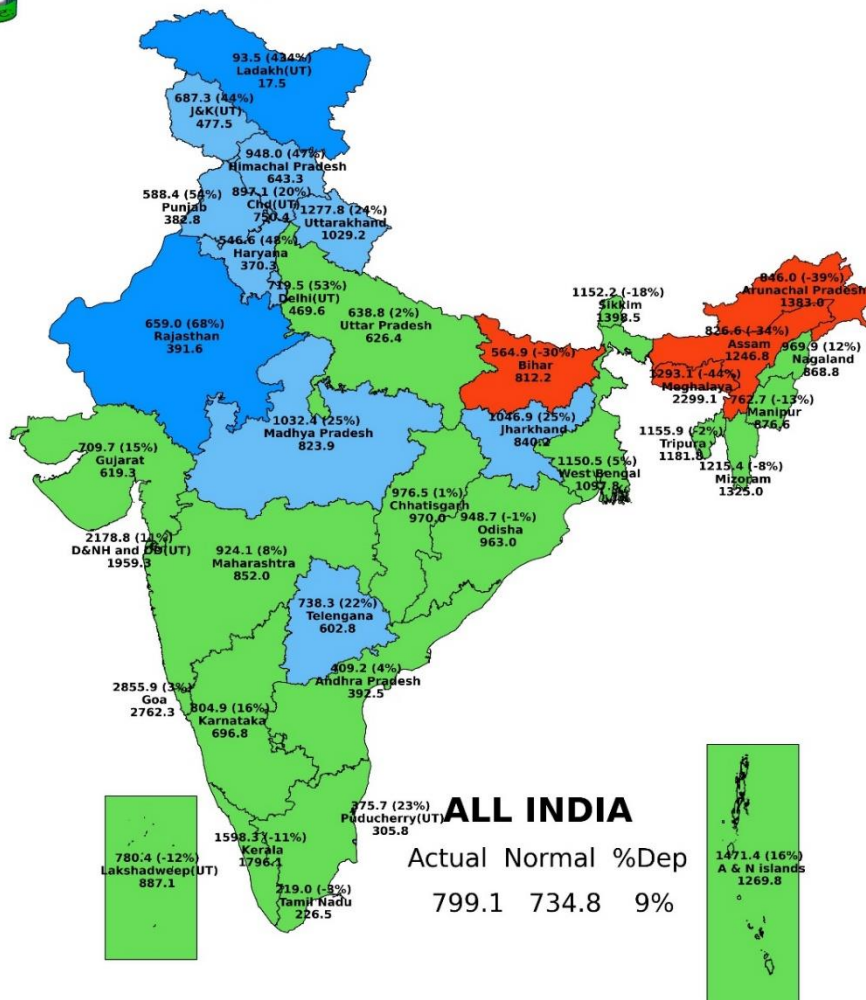 93.5 (434%)
Ladakh(UT)
17.5
687.3 (44%)
J&K(UT)
477.5
948.0 (47%)
Himachal Pradesh
643.3
588.4 (54%)
Punjab
382.8
897.1 (20%)
Chd(UT)
750.4
1277.8 (24%)
Uttarakhand
1029.2
546.6 (48%)
Haryana
370.3
719.5 (53%)
Delhi(UT)
469.6
659.0 (68%)
Rajasthan
391.6
638.8 (2%)
Uttar Pradesh
626.4
564.9 (-30%)
Bihar
812.2
1152.2 (-18%)
Sikkim
1398.5
846.0 (-39%)
Arunachal Pradesh
1383.0
826.6 (-34%)
Assam
1246.8
969.9 (12%)
Nagaland
868.8
1293.1 (-44%)
Meghalaya
2299.1
762.7 (-13%)
Manipur
876.6
1155.9 (-2%)
Tripura
1181.8
1215.4 (-8%)
Mizoram
1325.0
709.7 (15%)
Gujarat
619.3
1032.4 (25%)
Madhya Pradesh
823.9
1046.9 (25%)
Jharkhand
840.2
1150.5 (5%)
West Bengal
1097.8
976.5 (1%)
Chhattisgarh
970.0
948.7 (-1%)
Odisha
963.0
2178.8 (11%)
D&NH and DD(UT)
1959.3
924.1 (8%)
Maharashtra
852.0
738.3 (22%)
Telengana
602.8
409.2 (4%)
Andhra Pradesh
392.5
2855.9 (3%)
Goa
2762.3
804.9 (16%)
Karnataka
696.8
375.7 (23%)
Puducherry(UT)
305.8
1598.3 (-11%)
Kerala
1796.1
219.0 (-3%)
Tamil Nadu
226.5
780.4 (-12%)
Lakshadweep(UT)
887.1
1471.4 (16%)
A & N islands
1269.8
ALL INDIA
Actual Normal %Dep
799.1 734.8 9%